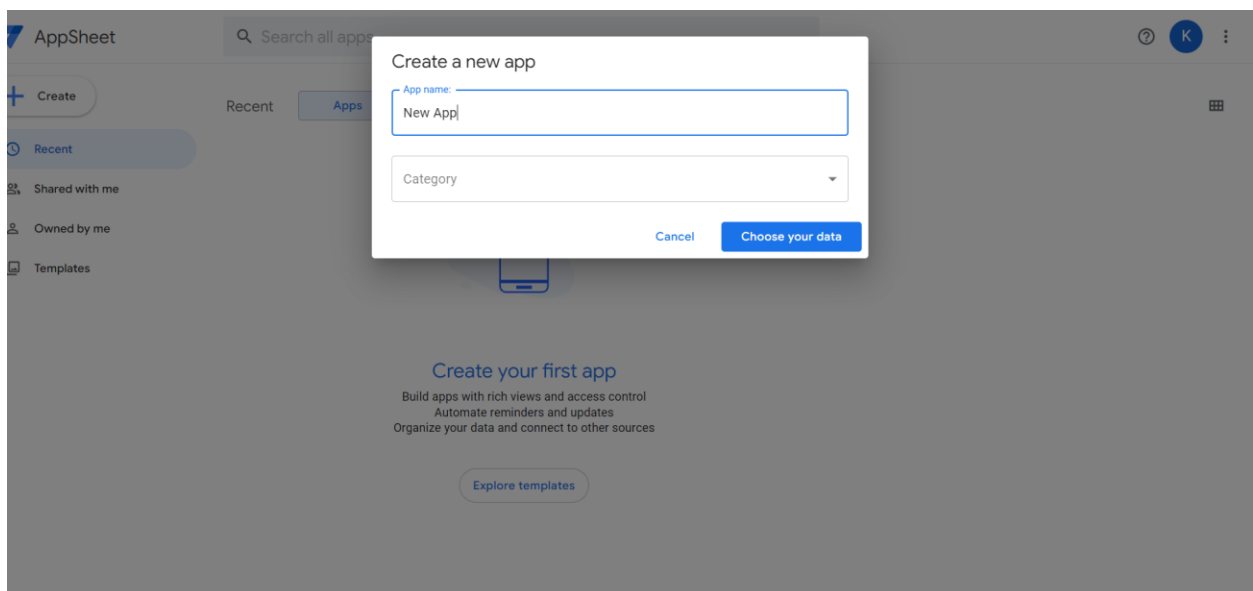 AppSheet
Search all apps
K
Create a new app
App name:
New App
Category
Cancel
Choose your data
Create
Recent
Shared with me
Owned by me
Templates
Recent
Apps
Create your first app
Build apps with rich views and access control
Automate reminders and updates
Organize your data and connect to other sources
Explore templates